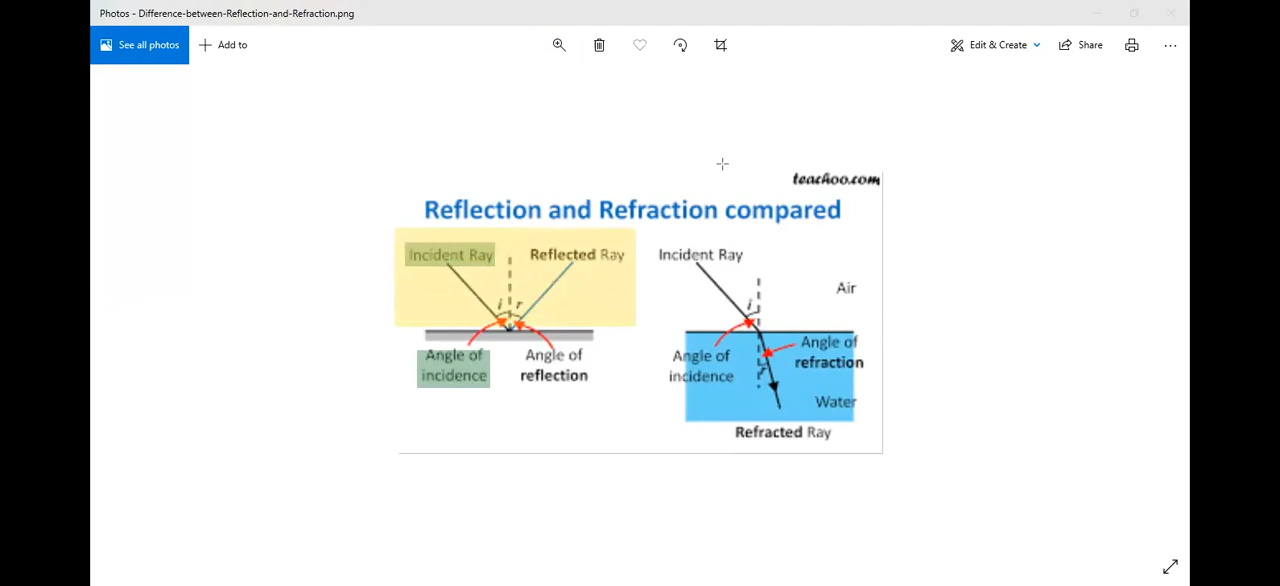 Photos - Difference-between-Reflection-and-Refraction.png
See all photos
Add to
Edit & Create
Share
teachoo.com
Reflection and Refraction compared
Incident Ray
Reflected Ray
i
r
Angle of
incidence
Angle of
reflection
Incident Ray
Air
i
Angle of
incidence
Angle of
refraction
r
Water
Refracted Ray